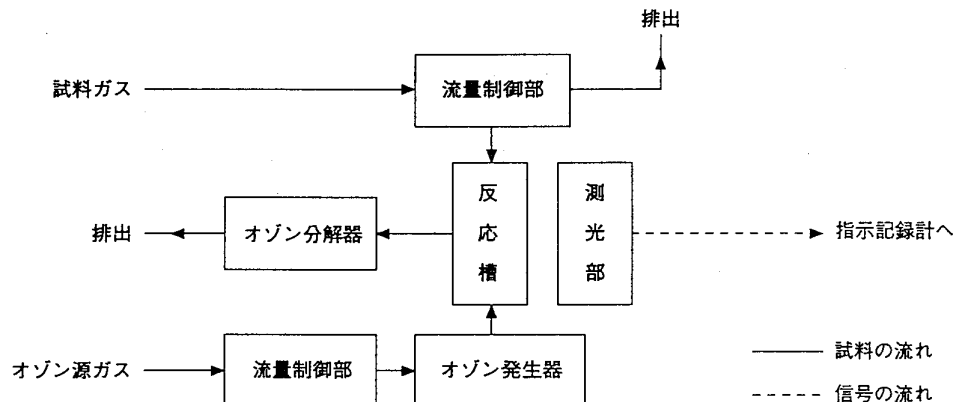 排出
試料ガス
流量制御部
反応槽
測光部
排出
オゾン分解器
指示記録計へ
オゾン源ガス
流量制御部
オゾン発生器
試料の流れ
信号の流れ